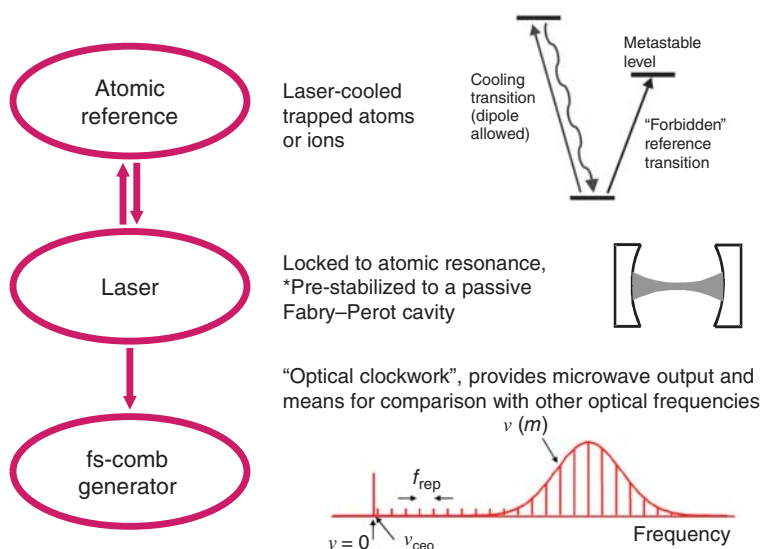 Atomic
reference
Laser-cooled
trapped atoms
or ions
Cooling
transition
(dipole
allowed)
Metastable
level
“Forbidden”
reference
transition
Laser
Locked to atomic resonance,
*Pre-stabilized to a passive
Fabry–Perot cavity
“Optical clockwork”, provides microwave output and
means for comparison with other optical frequencies
fs-comb
generator
ν (m)
f rep
ν = 0
ν ceo
Frequency